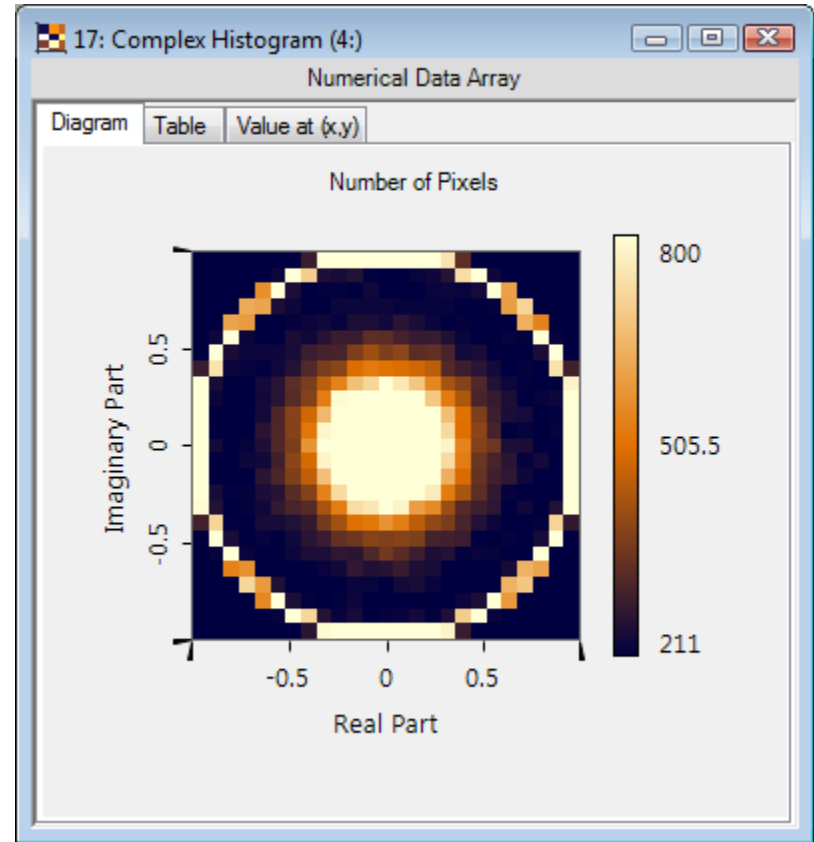 17: Complex Histogram (4:)
Numerical Data Array
Diagram Table Value at (x,y)
Number of Pixels
800
505.5
211
Imaginary Part
0.5
0
-0.5
-0.5 0 0.5
Real Part